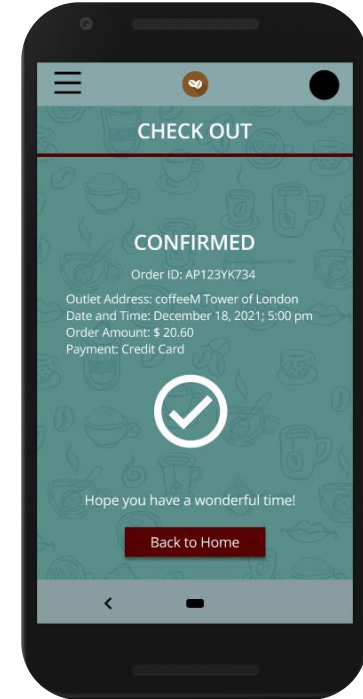 CHECK OUT
CONFIRMED
Order ID: AP123YK734
Outlet Address: coffeeM Tower of London
Date and Time: December 18, 2021; 5:00 pm
Order Amount: $ 20.60
Payment: Credit Card
Hope you have a wonderful time!
Back to Home